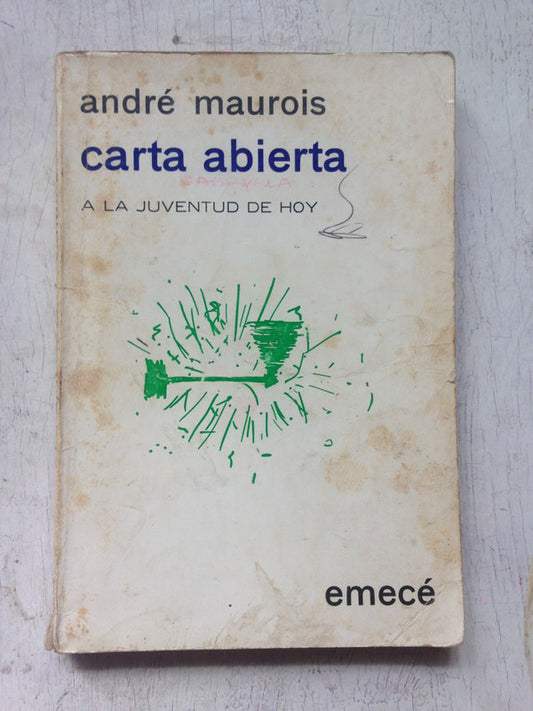 andré maurois
carta abierta
A LA JUVENTUD DE HOY
emecé